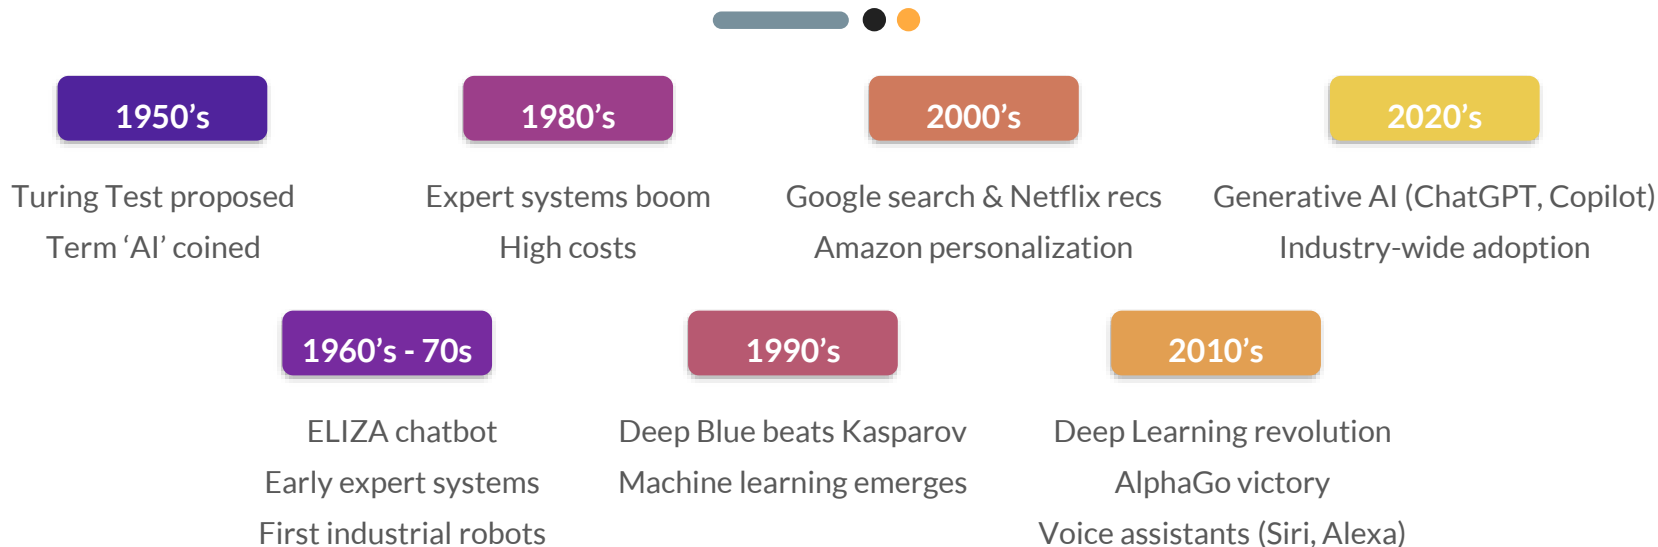 1950’s
Turing Test proposed
Term ‘AI’ coined
1980’s
Expert systems boom
High costs
2000’s
Google search & Netflix recs
Amazon personalization
2020’s
Generative AI (ChatGPT, Copilot)
Industry-wide adoption
1960’s - 70s
ELIZA chatbot
Early expert systems
First industrial robots
1990’s
Deep Blue beats Kasparov
Machine learning emerges
2010’s
Deep Learning revolution
AlphaGo victory
Voice assistants (Siri, Alexa)